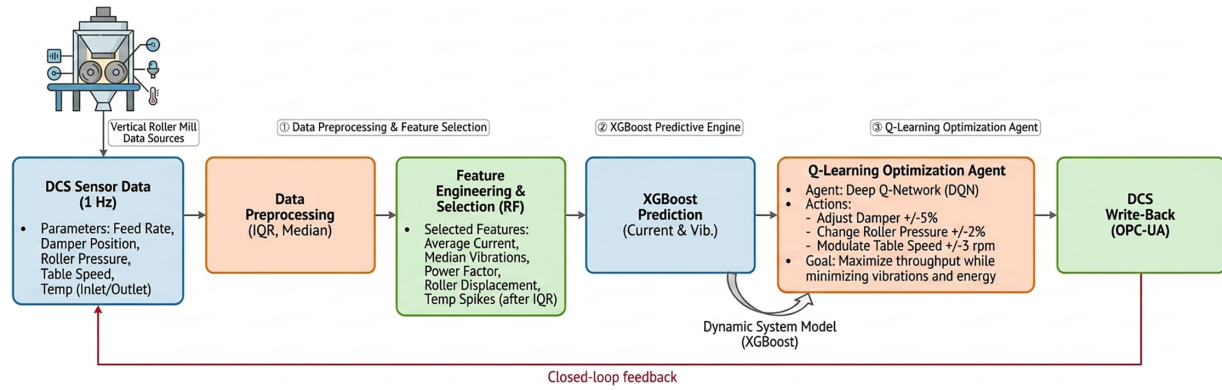 Vertical Roller Mill
Data Sources
① Data Preprocessing & Feature Selection
② XGBoost Predictive Engine
③ Q-Learning Optimization Agent
DCS Sensor Data
(1 Hz)
• Parameters: Feed Rate,
Damper Position,
Roller Pressure,
Table Speed,
Temp (Inlet/Outlet)
Data
Preprocessing
(IQR, Median)
Feature
Engineering &
Selection (RF)
• Selected Features:
Average Current,
Median Vibrations,
Power Factor,
Roller Displacement,
Temp Spikes (after IQR)
XGBoost
Prediction
(Current & Vib.)
Q-Learning Optimization Agent
• Agent: Deep Q-Network (DQN)
• Actions:
- Adjust Damper +/-5%
- Change Roller Pressure +/-2%
- Modulate Table Speed +/-3 rpm
• Goal: Maximize throughput while
minimizing vibrations and energy
DCS
Write-Back
(OPC-UA)
Dynamic System Model
(XGBoost)
Closed-loop feedback